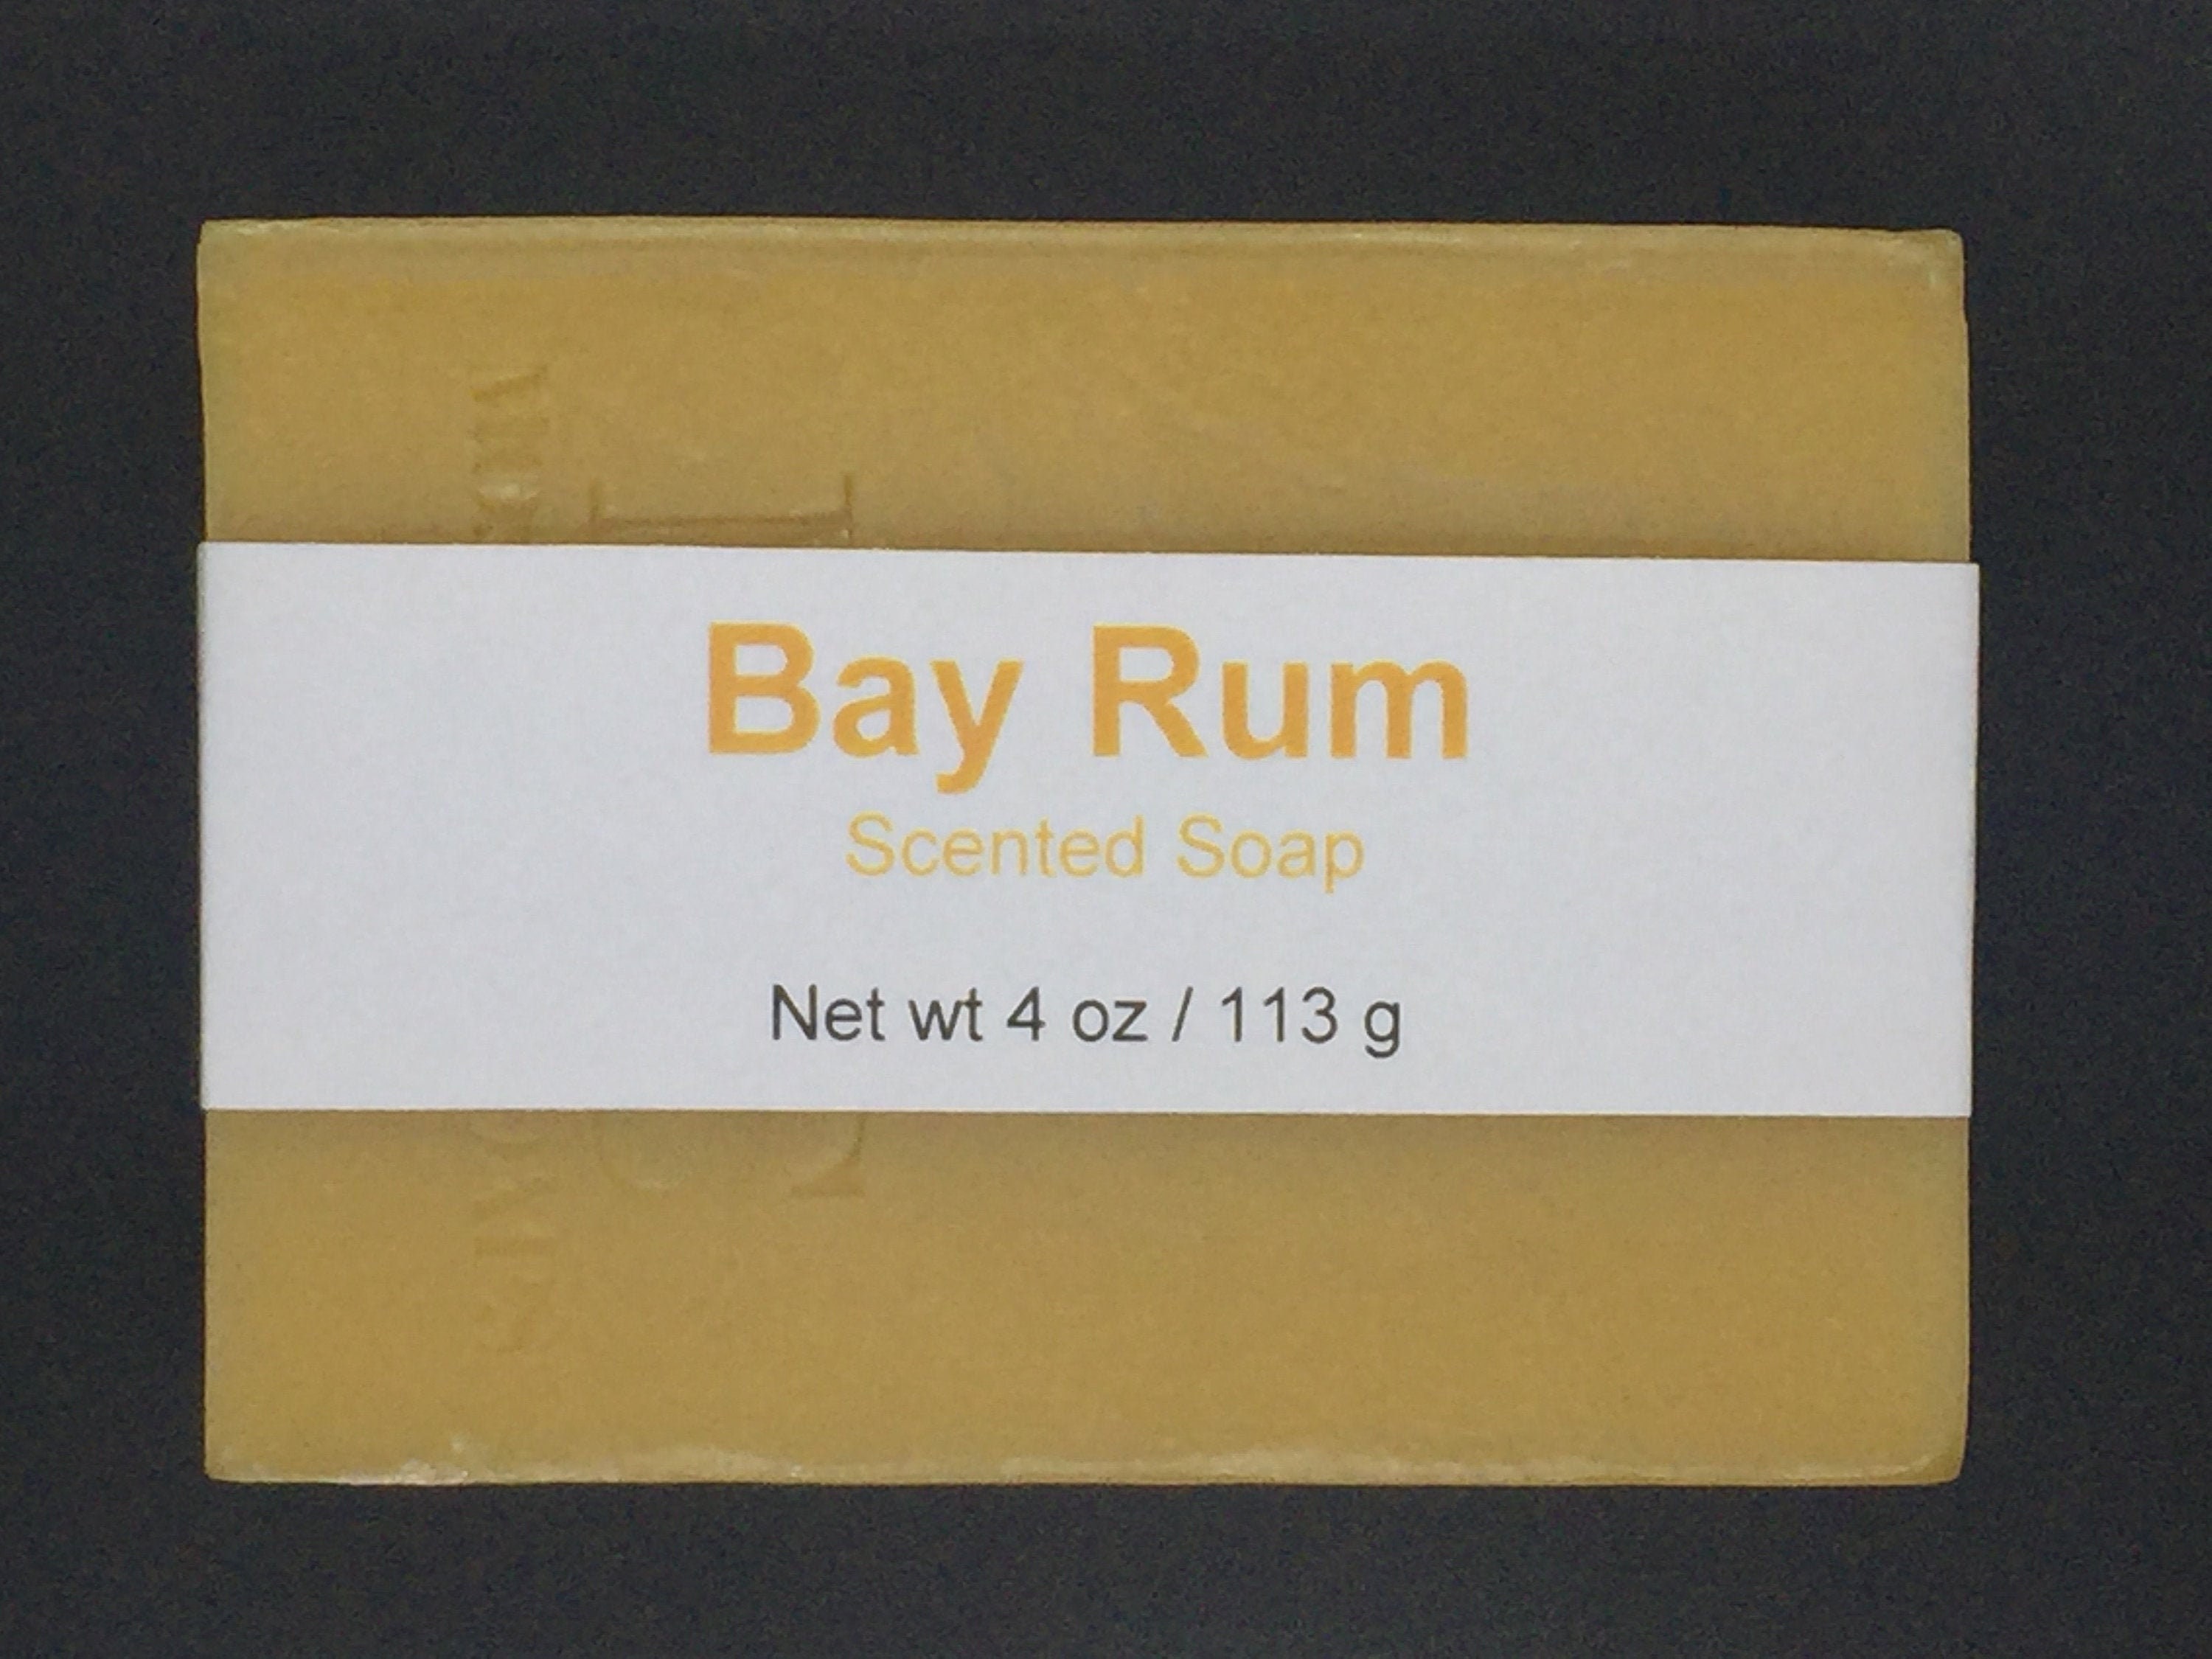 Bay Rum
Scented Soap
Net wt 4 oz / 113 g